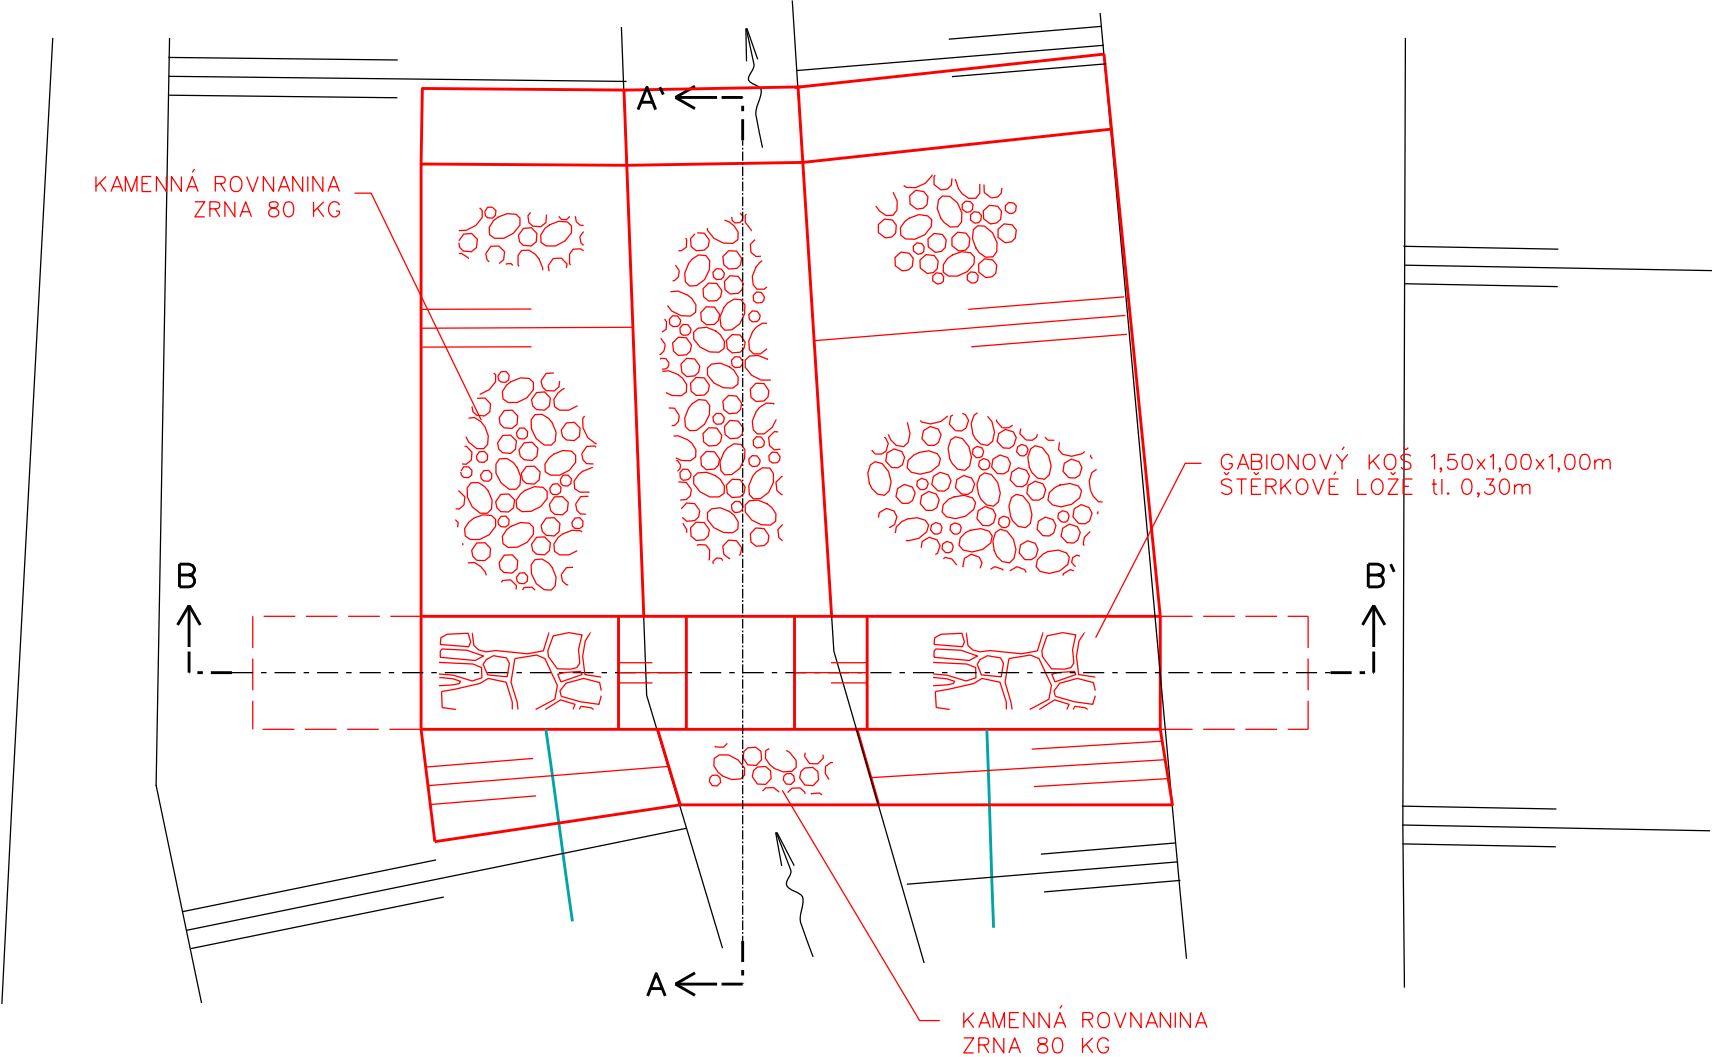 A'
KAMENNÁ ROVNANINA
ZRNA 80 KG
GABIONOVÝ KOŠ 1,50x1,00x1,00m
ŠTĚRKOVÉ LOŽE tl. 0,30m
B
B'
A
KAMENNÁ ROVNANINA
ZRNA 80 KG